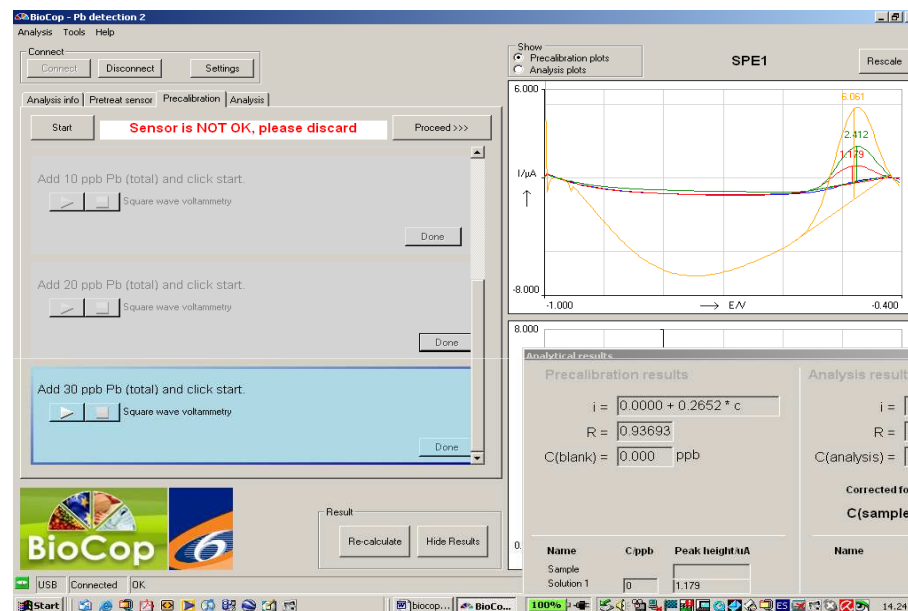 BioCop - Pb detection 2
Analysis Tools Help
Connect
Connect Disconnect Settings
Analysis info Pretreat sensor Precalibration Analysis
Start Sensor is NOT OK, please discard Proceed >>>
Add 10 ppb Pb (total) and click start.
Square wave voltammetry
Done
Add 20 ppb Pb (total) and click start.
Square wave voltammetry
Done
Add 30 ppb Pb (total) and click start.
Square wave voltammetry
Done
BioCop 6
Result
Re-calculate Hide Results
USB Connected OK
Show
Precalibration plots
Analysis plots
SPE1
Rescale
6.000
6.061
2.412
1.179
I/µA
-8.000
-1.000 E/V -0.400
8.000
0.
Analytical results
Precalibration results Analysis result
i = 0.0000 + 0.2652 * c i =
R = 0.93693 R =
C(blank) = 0.000 ppb C(analysis) =
Corrected fo
C(sample
Name C/ppb Peak height/uA Name
Sample
Solution 1 0 1.179
Start biocop... BioCo... 100% ES 14.24